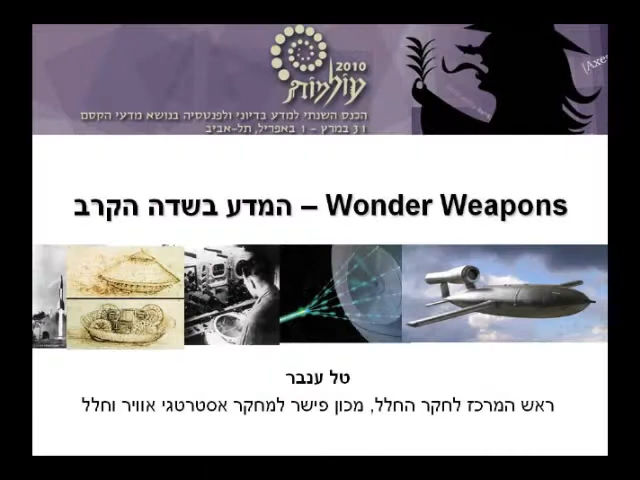 2010
עולמות
הכנס השנתי למדע בדיוני ולפנטסיה בנושא מדעי הקסם
31 במרץ - 1 באפריל, תל-אביב
Wonder Weapons – המדע בשדה הקרב
טל ענבר
ראש המרכז לחקר החלל, מכון פישר למחקר אסטרטגי אוויר וחלל